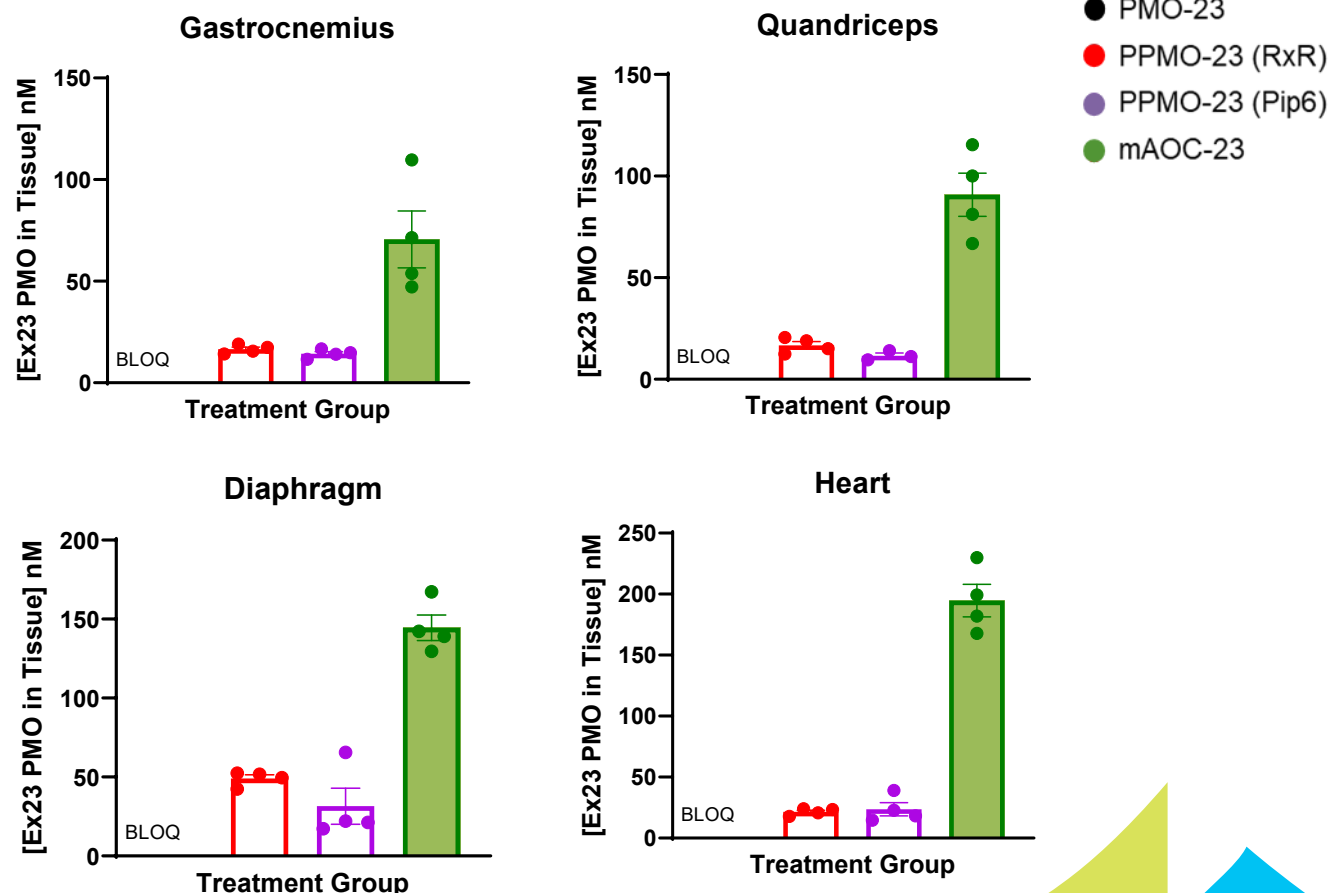 Gastrocnemius
[Ex23 PMO in Tissue] nM
150
100
50
0
BLOQ
Treatment Group
Quandriceps
[Ex23 PMO in Tissue] nM
150
100
50
0
BLOQ
Treatment Group
PMO-23
PPMO-23 (RxR)
PPMO-23 (Pip6)
mAOC-23
Diaphragm
[Ex23 PMO in Tissue] nM
200
150
100
50
0
BLOQ
Treatment Group
Heart
[Ex23 PMO in Tissue] nM
250
200
150
100
50
0
BLOQ
Treatment Group